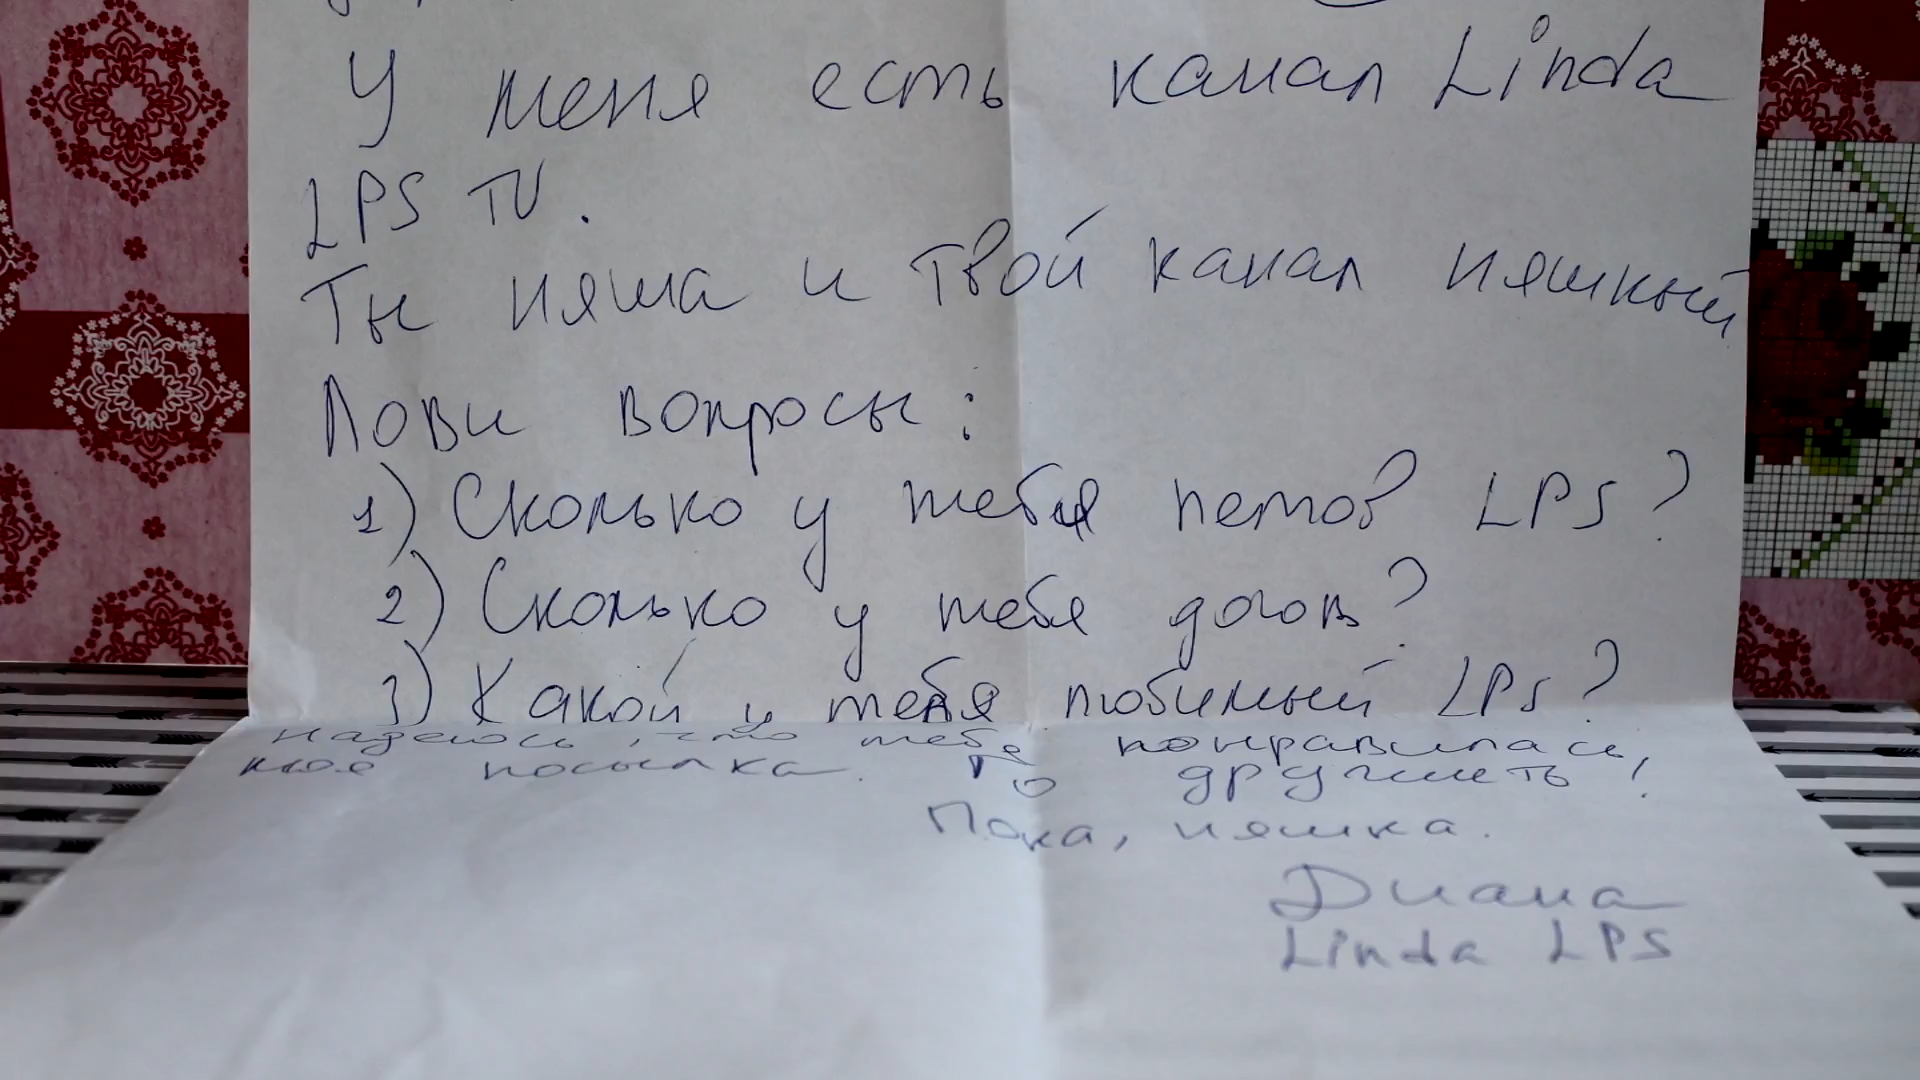 У меня есть канал Linda
LPS TV.
Ты няша и твой канал няшный
Лови вопросы:
1) Сколько у тебя петов LPS?
2) Сколько у тебя догов?
3) Какой у тебя любимый LPS?
Надеюсь, что тебе понравилась,
моя посылка. Го дружить!
Пока, няшка.
Диана
Linda LPS